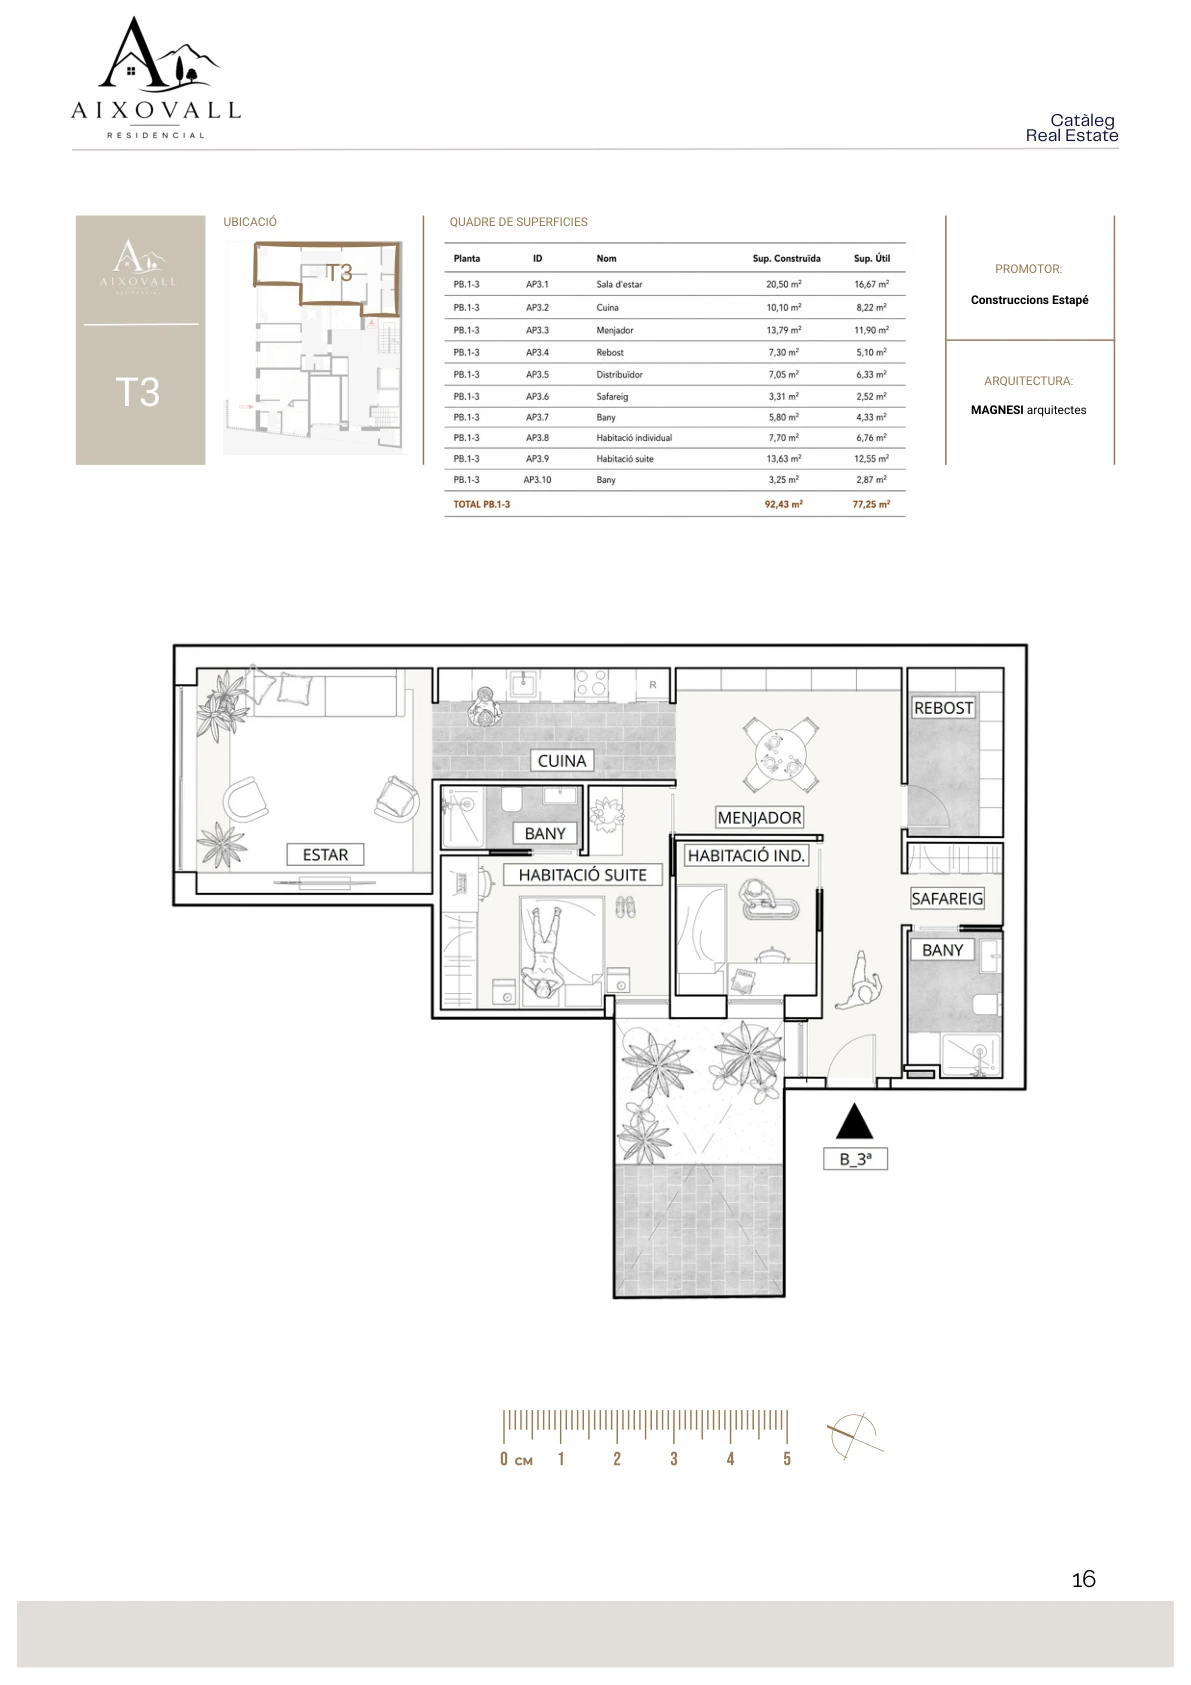 AIXOVALL
RESIDENCIAL
Catàleg
Real Estate
AIXOVALL
RESIDENCIAL
T3
UBICACIÓ
T3
QUADRE DE SUPERFICIES
Planta ID Nom Sup. Construïda Sup. Útil
PB.1-3 AP3.1 Sala d'estar 20,50 m² 16,67 m²
PB.1-3 AP3.2 Cuina 10,10 m² 8,22 m²
PB.1-3 AP3.3 Menjador 13,79 m² 11,90 m²
PB.1-3 AP3.4 Rebost 7,30 m² 5,10 m²
PB.1-3 AP3.5 Distribuïdor 7,05 m² 6,33 m²
PB.1-3 AP3.6 Safareig 3,31 m² 2,52 m²
PB.1-3 AP3.7 Bany 5,80 m² 4,33 m²
PB.1-3 AP3.8 Habitació individual 7,70 m² 6,76 m²
PB.1-3 AP3.9 Habitació suite 13,63 m² 12,55 m²
PB.1-3 AP3.10 Bany 3,25 m² 2,87 m²
TOTAL PB.1-3 92,43 m² 77,25 m²
PROMOTOR:
Construccions Estapé
ARQUITECTURA:
MAGNESI arquitectes
R
REBOST
CUINA
MENJADOR
BANY
ESTAR
HABITACIÓ IND.
HABITACIÓ SUITE
SAFAREIG
BANY
B_3ª
0 CM 1 2 3 4 5
16